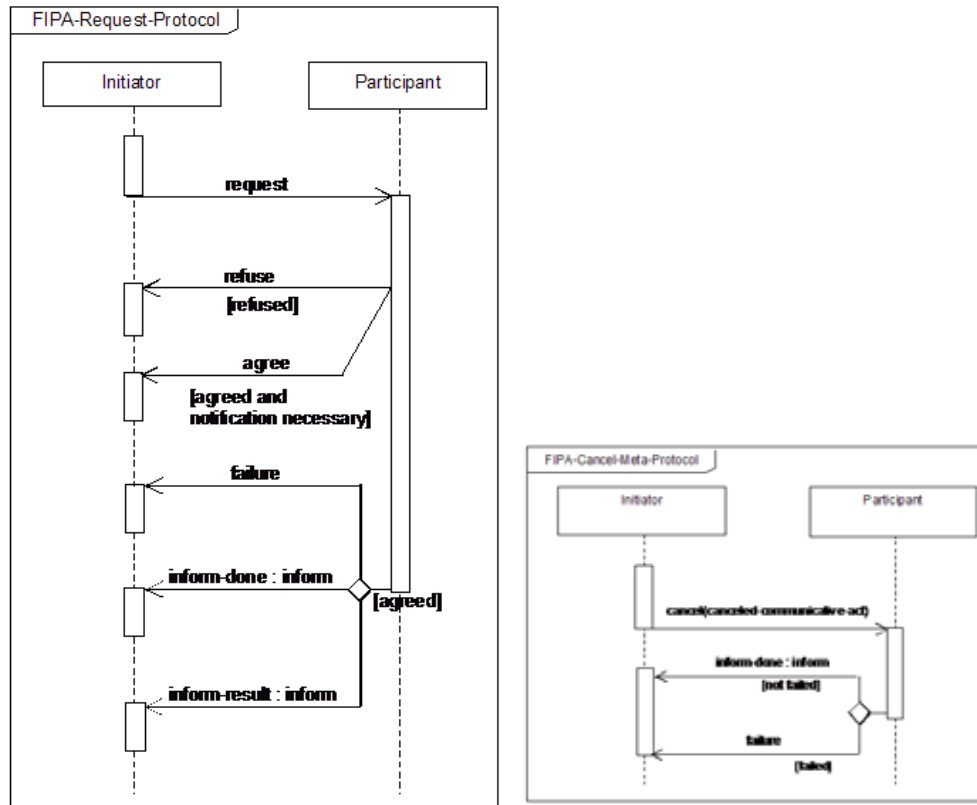 FIPA-Request-Protocol
Initiator
Participant
request
refuse
[refused]
agree
[agreed and
notification necessary]
failure
inform-done : inform
[agreed]
inform-result : inform
FIPA-Cancel-Meta-Protocol
Initiator
Participant
cancel(canceled-communicative-act)
inform-done : inform
[not failed]
failure
[failed]